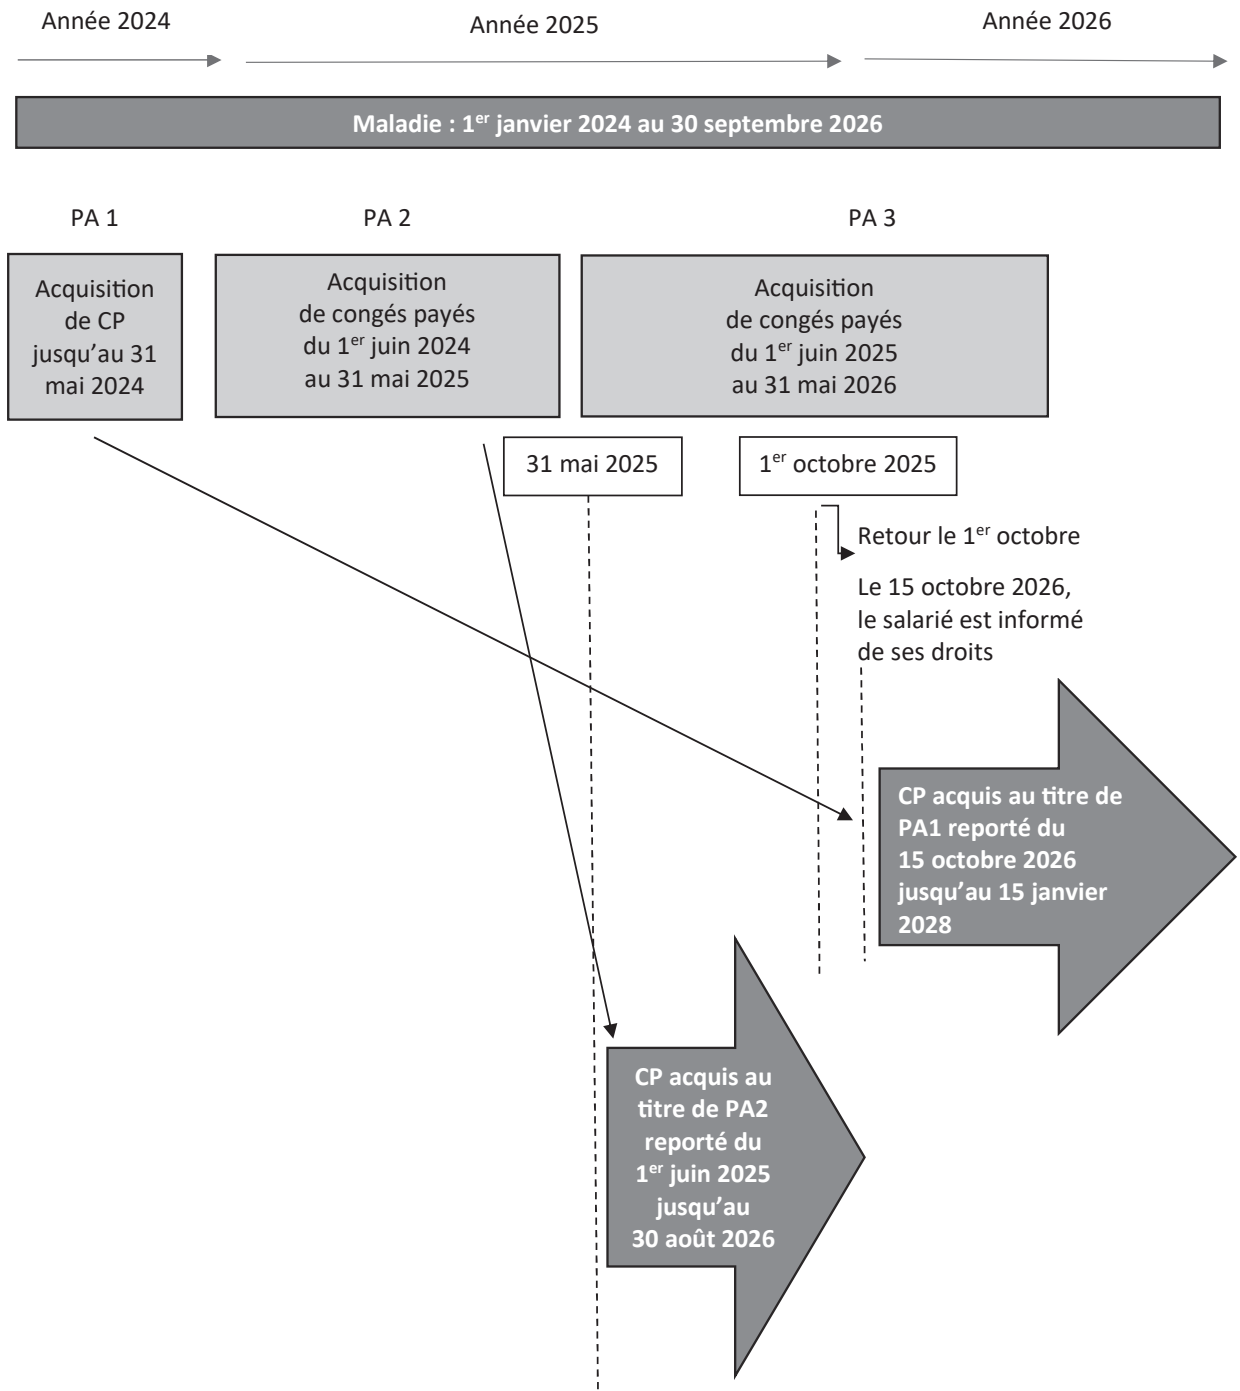 Année 2024
Année 2025
Année 2026
Maladie : 1er janvier 2024 au 30 septembre 2026
PA 1
PA 2
PA 3
Acquisition
de CP
jusqu’au 31
mai 2024
Acquisition
de congés payés
du 1er juin 2024
au 31 mai 2025
Acquisition
de congés payés
du 1er juin 2025
au 31 mai 2026
31 mai 2025
1er octobre 2025
Retour le 1er octobre
Le 15 octobre 2026,
le salarié est informé
de ses droits
CP acquis au titre de
PA1 reporté du
15 octobre 2026
jusqu’au 15 janvier
2028
CP acquis au
titre de PA2
reporté du
1er juin 2025
jusqu’au
30 août 2026